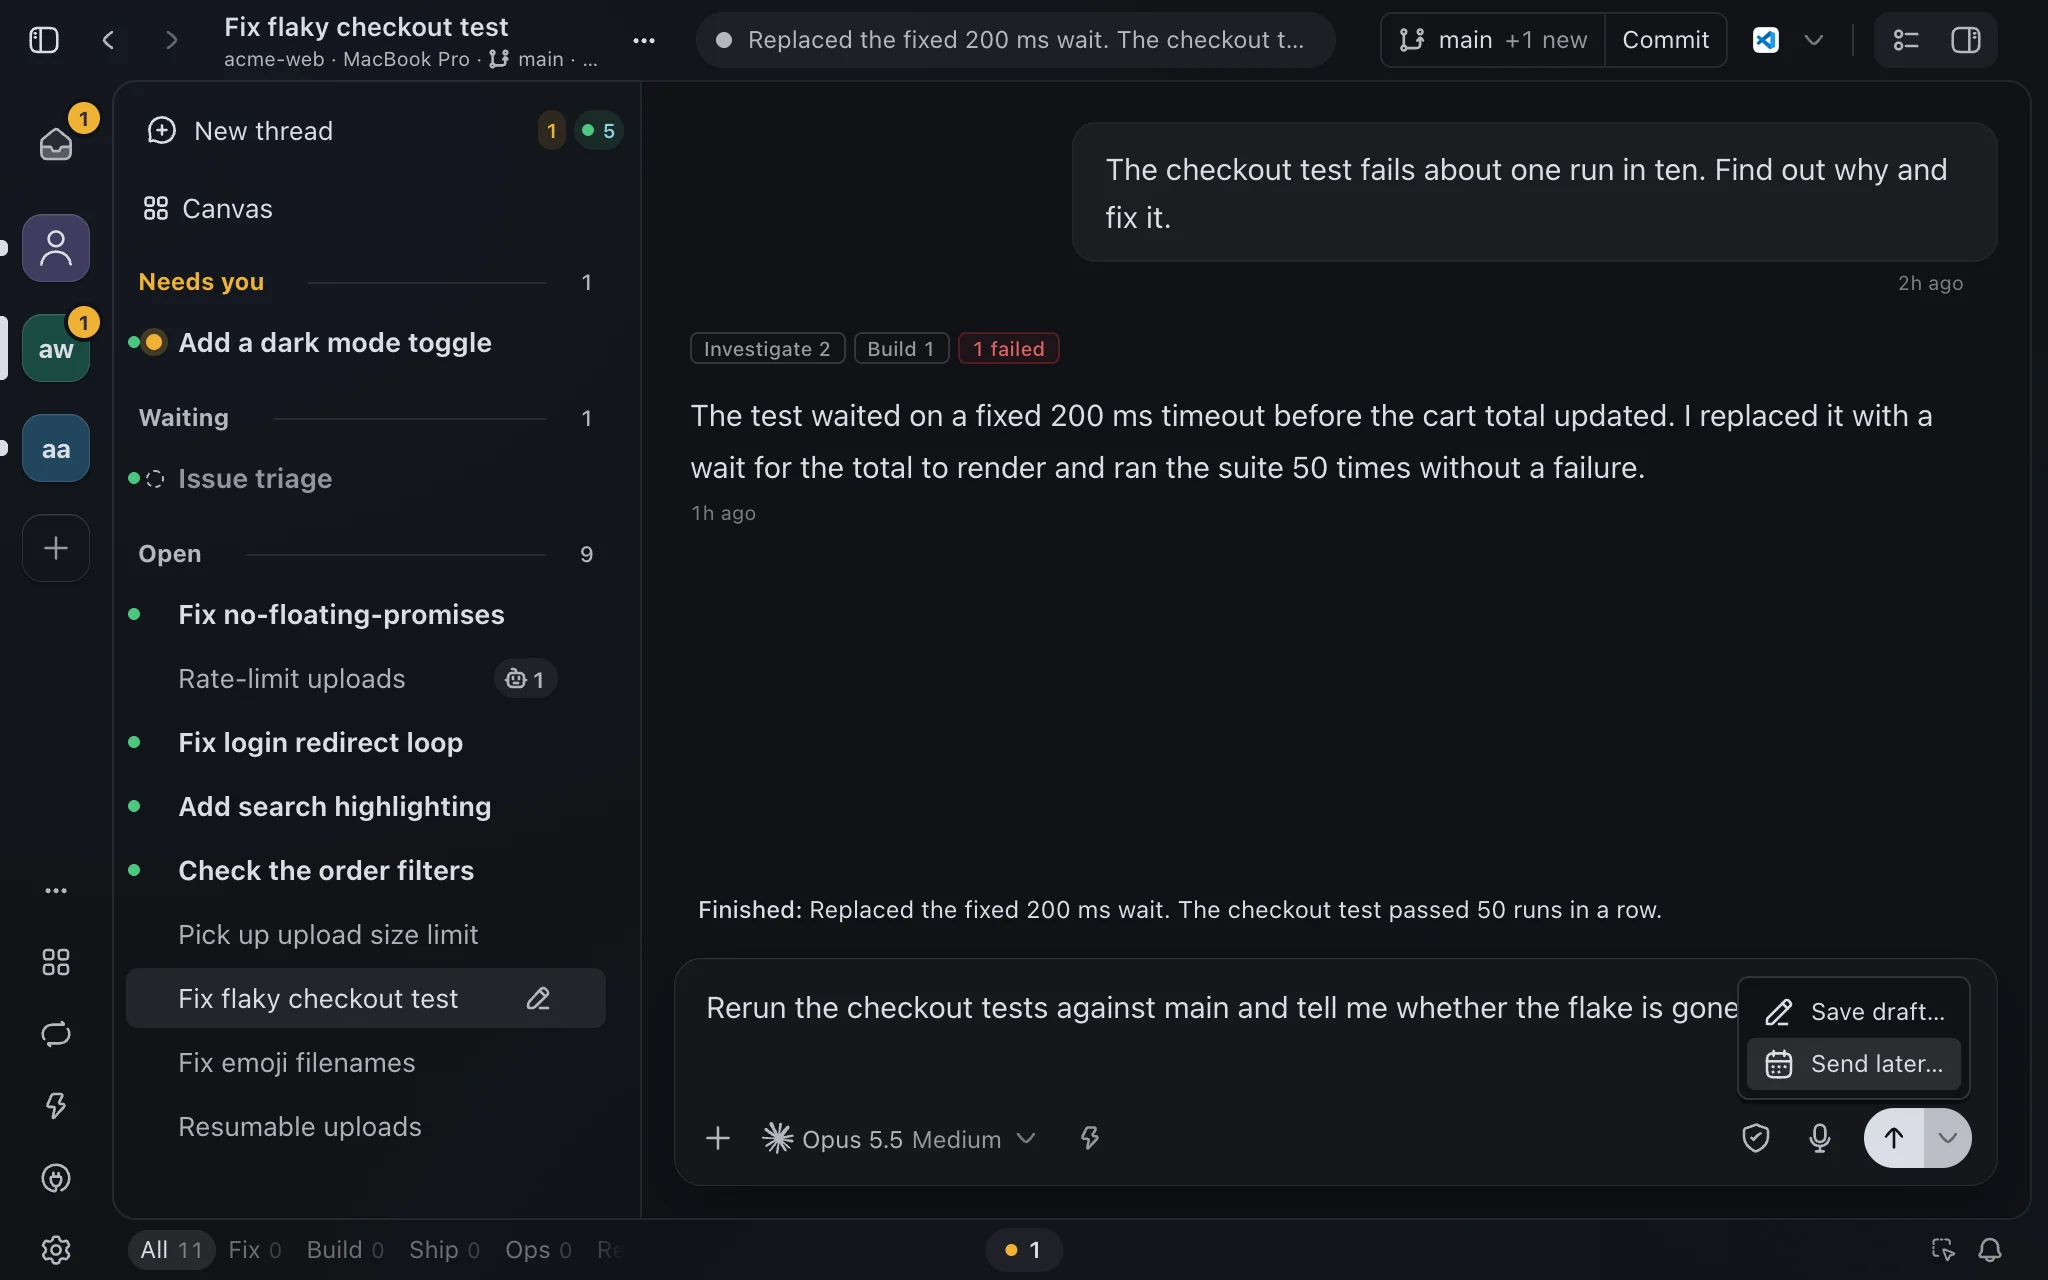 Fix flaky checkout test
acme-web · MacBook Pro · main · ...
Replaced the fixed 200 ms wait. The checkout t...
main +1 new
Commit
1
aw
1
aa
New thread
1
5
Canvas
Needs you
1
Add a dark mode toggle
Waiting
1
Issue triage
Open
9
Fix no-floating-promises
Rate-limit uploads
1
Fix login redirect loop
Add search highlighting
Check the order filters
Pick up upload size limit
Fix flaky checkout test
Fix emoji filenames
Resumable uploads
The checkout test fails about one run in ten. Find out why and
fix it.
2h ago
Investigate 2
Build 1
1 failed
The test waited on a fixed 200 ms timeout before the cart total updated. I replaced it with a
wait for the total to render and ran the suite 50 times without a failure.
1h ago
Finished: Replaced the fixed 200 ms wait. The checkout test passed 50 runs in a row.
Rerun the checkout tests against main and tell me whether the flake is gone
Save draft...
Send later...
Opus 5.5 Medium
All 11
Fix 0
Build 0
Ship 0
Ops 0
1